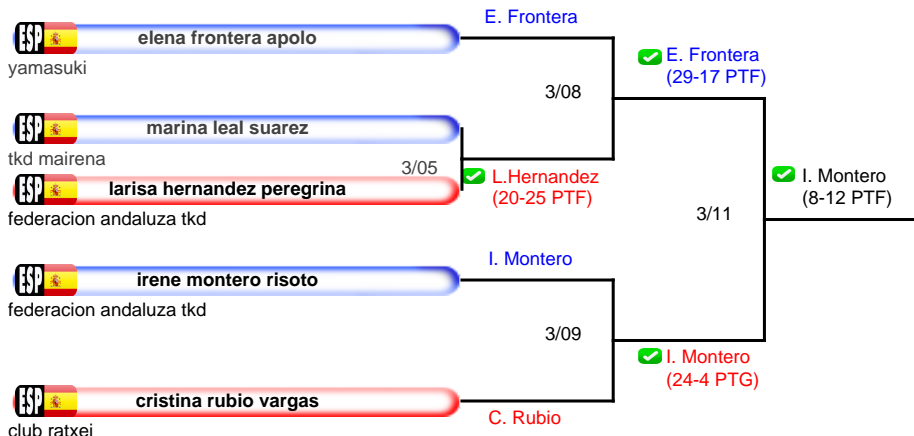 E. Frontera
ESP elena frontera apolo
yamasuki
3/08
E. Frontera
(29-17 PTF)
ESP marina leal suarez
tkd mairena
3/05
L.Hernandez
(20-25 PTF)
ESP larisa hernandez peregrina
federacion andaluza tkd
3/11
I. Montero
(8-12 PTF)
I. Montero
ESP irene montero risoto
federacion andaluza tkd
3/09
I. Montero
(24-4 PTG)
ESP cristina rubio vargas
C. Rubio
club ratxei